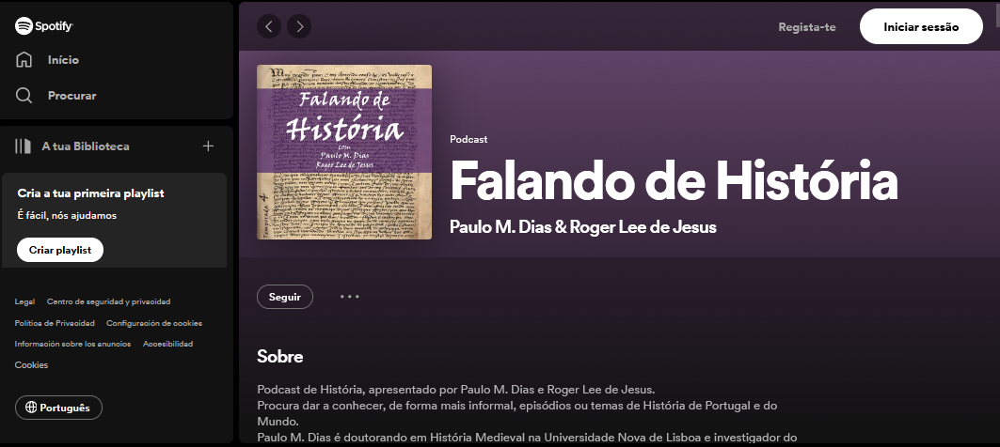 Spotify
Início
Procurar
A tua Biblioteca
Cria a tua primeira playlist
É fácil, nós ajudamos
Criar playlist
Legal Centro de seguridad y privacidad
Política de Privacidad Configuración de cookies
Información sobre los anuncios Accesibilidad
Cookies
Português
Regista-te Iniciar sessão
Falando de
História
com
Paulo M. Dias
Roger Lee de Jesus
Temporada 4
Podcast
Falando de História
Paulo M. Dias & Roger Lee de Jesus
Seguir
Sobre
Podcast de História, apresentado por Paulo M. Dias e Roger Lee de Jesus.
Procura dar a conhecer, de forma mais informal, episódios ou temas de História de Portugal e do
Mundo.
Paulo M. Dias é doutorando em História Medieval na Universidade Nova de Lisboa e investigador do